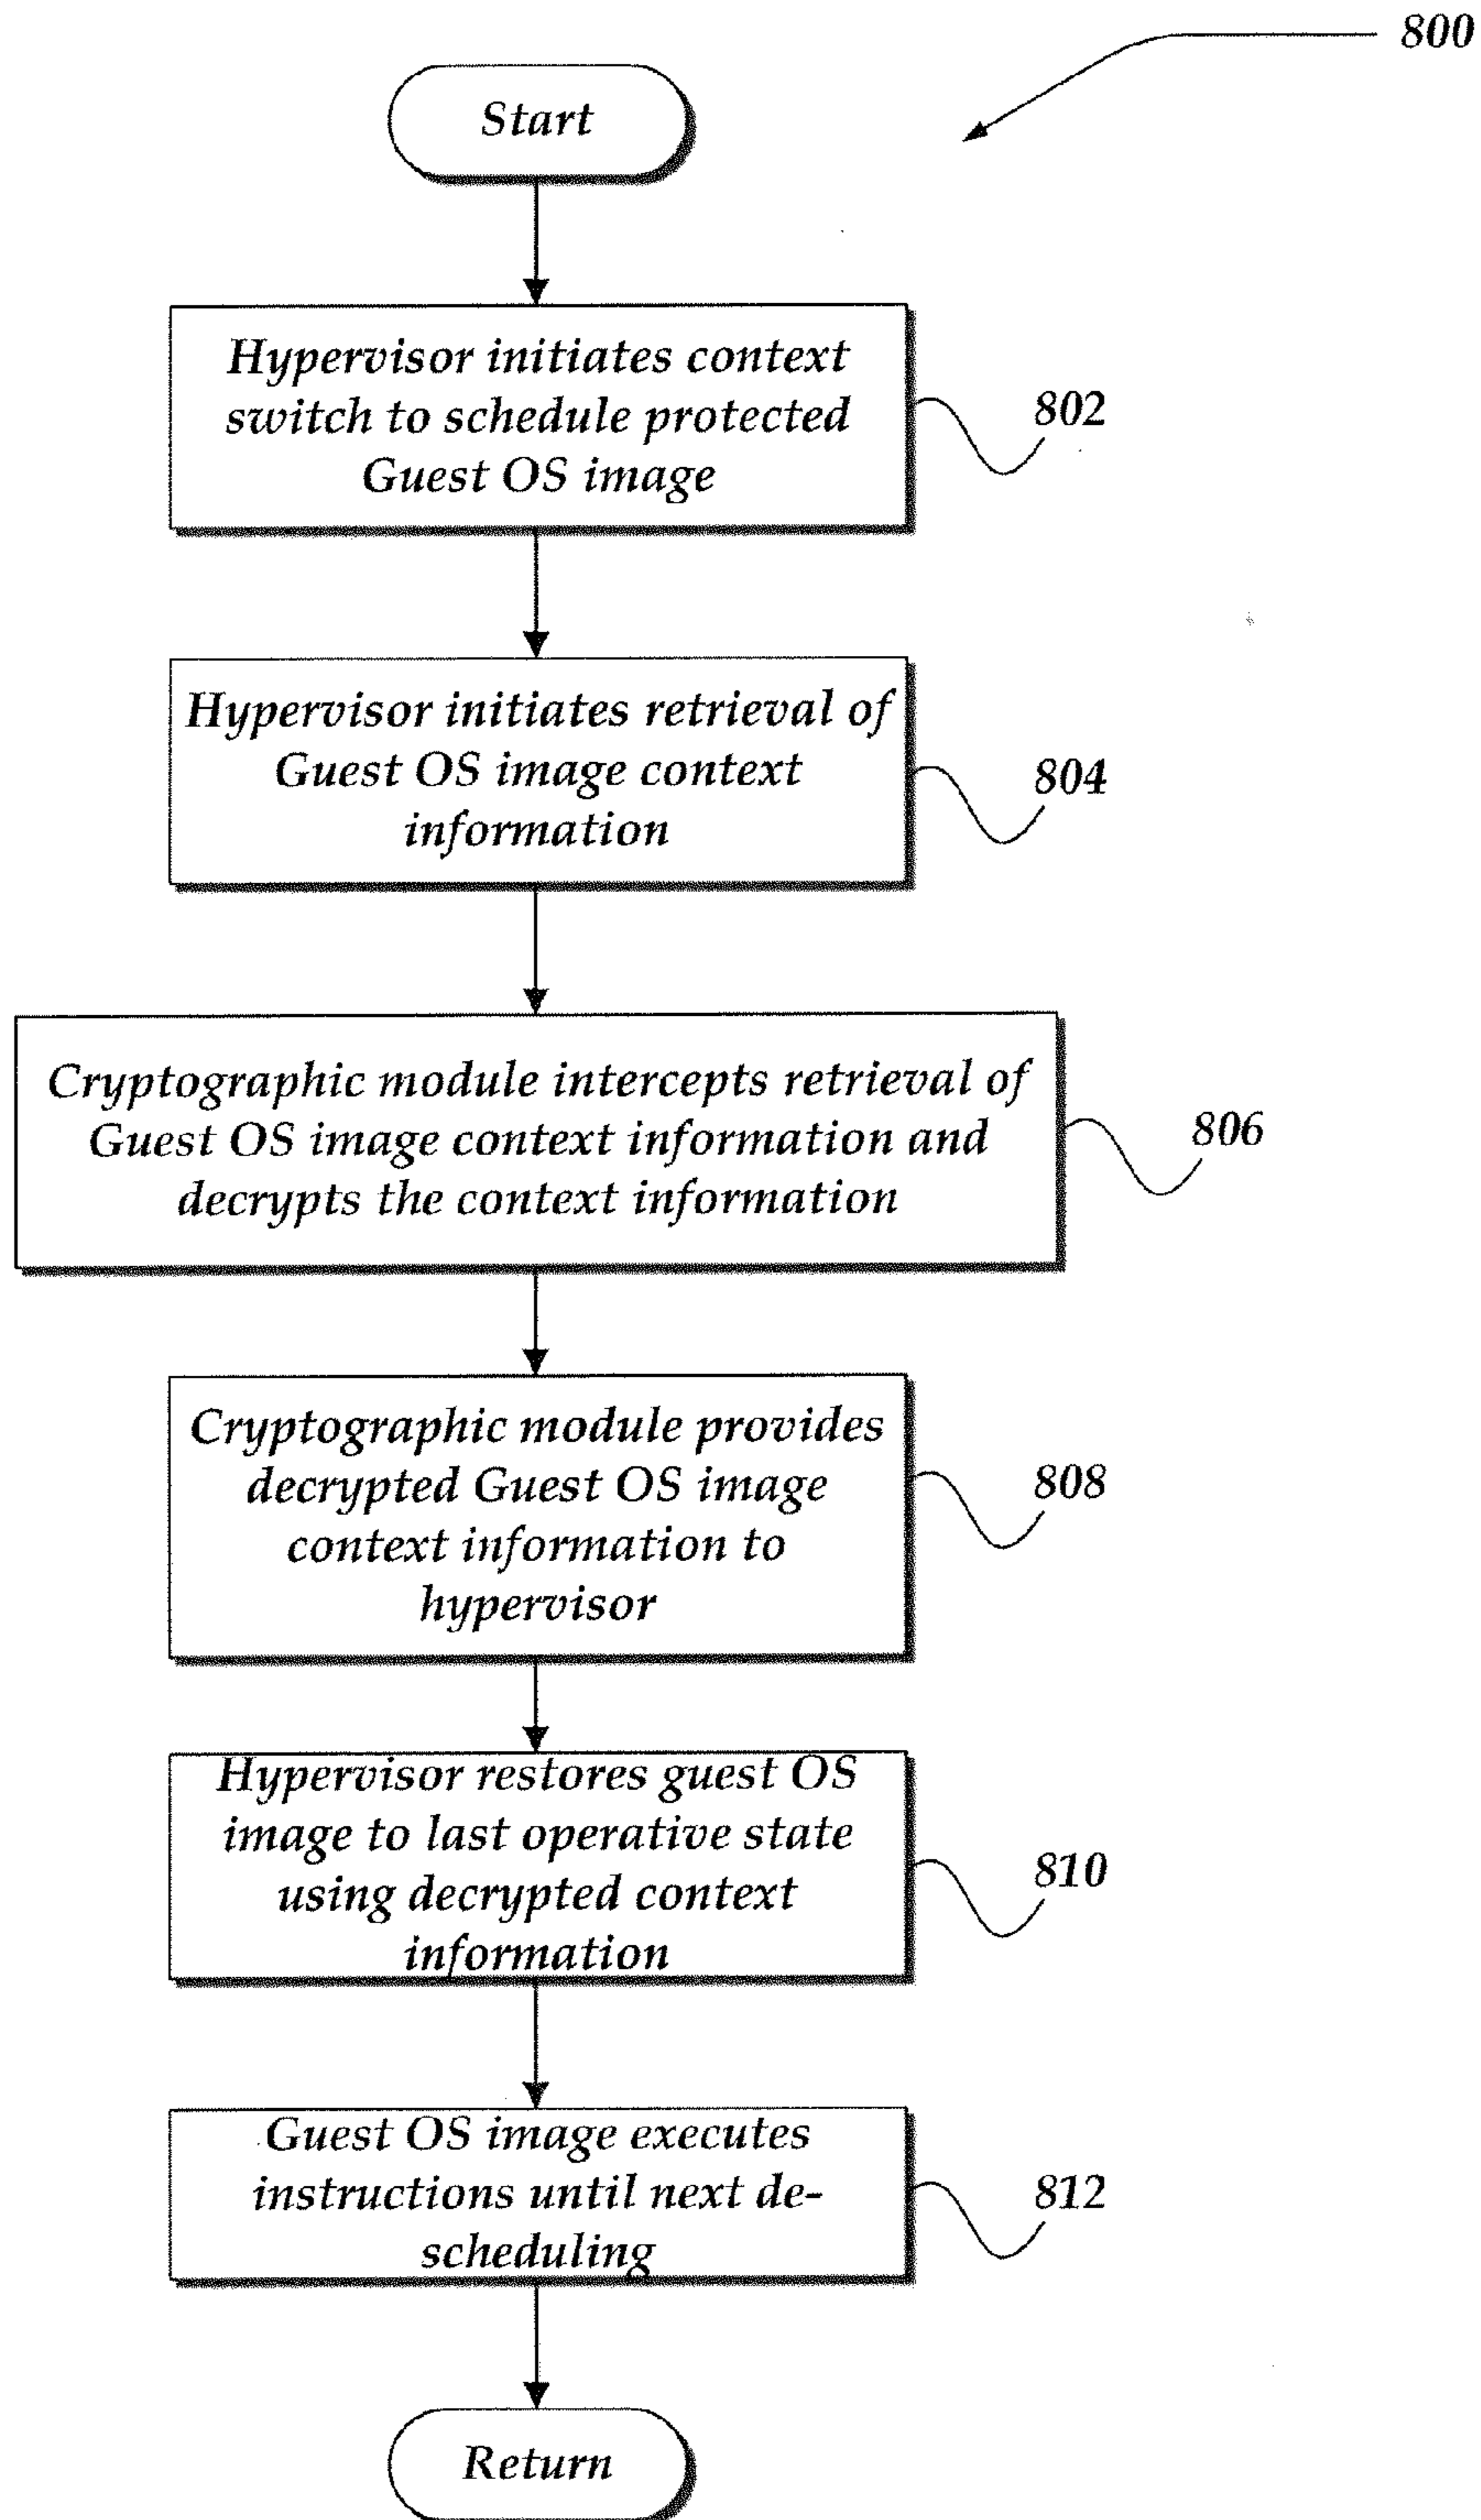 800
Start
Hypervisor initiates context
switch to schedule protected
Guest OS image
802
Hypervisor initiates retrieval of
Guest OS image context
information
804
Cryptographic module intercepts retrieval of
Guest OS image context information and
decrypts the context information
806
Cryptographic module provides
decrypted Guest OS image
context information to
hypervisor
808
Hypervisor restores guest OS
image to last operative state
using decrypted context
information
810
Guest OS image executes
instructions until next de-
scheduling
812
Return